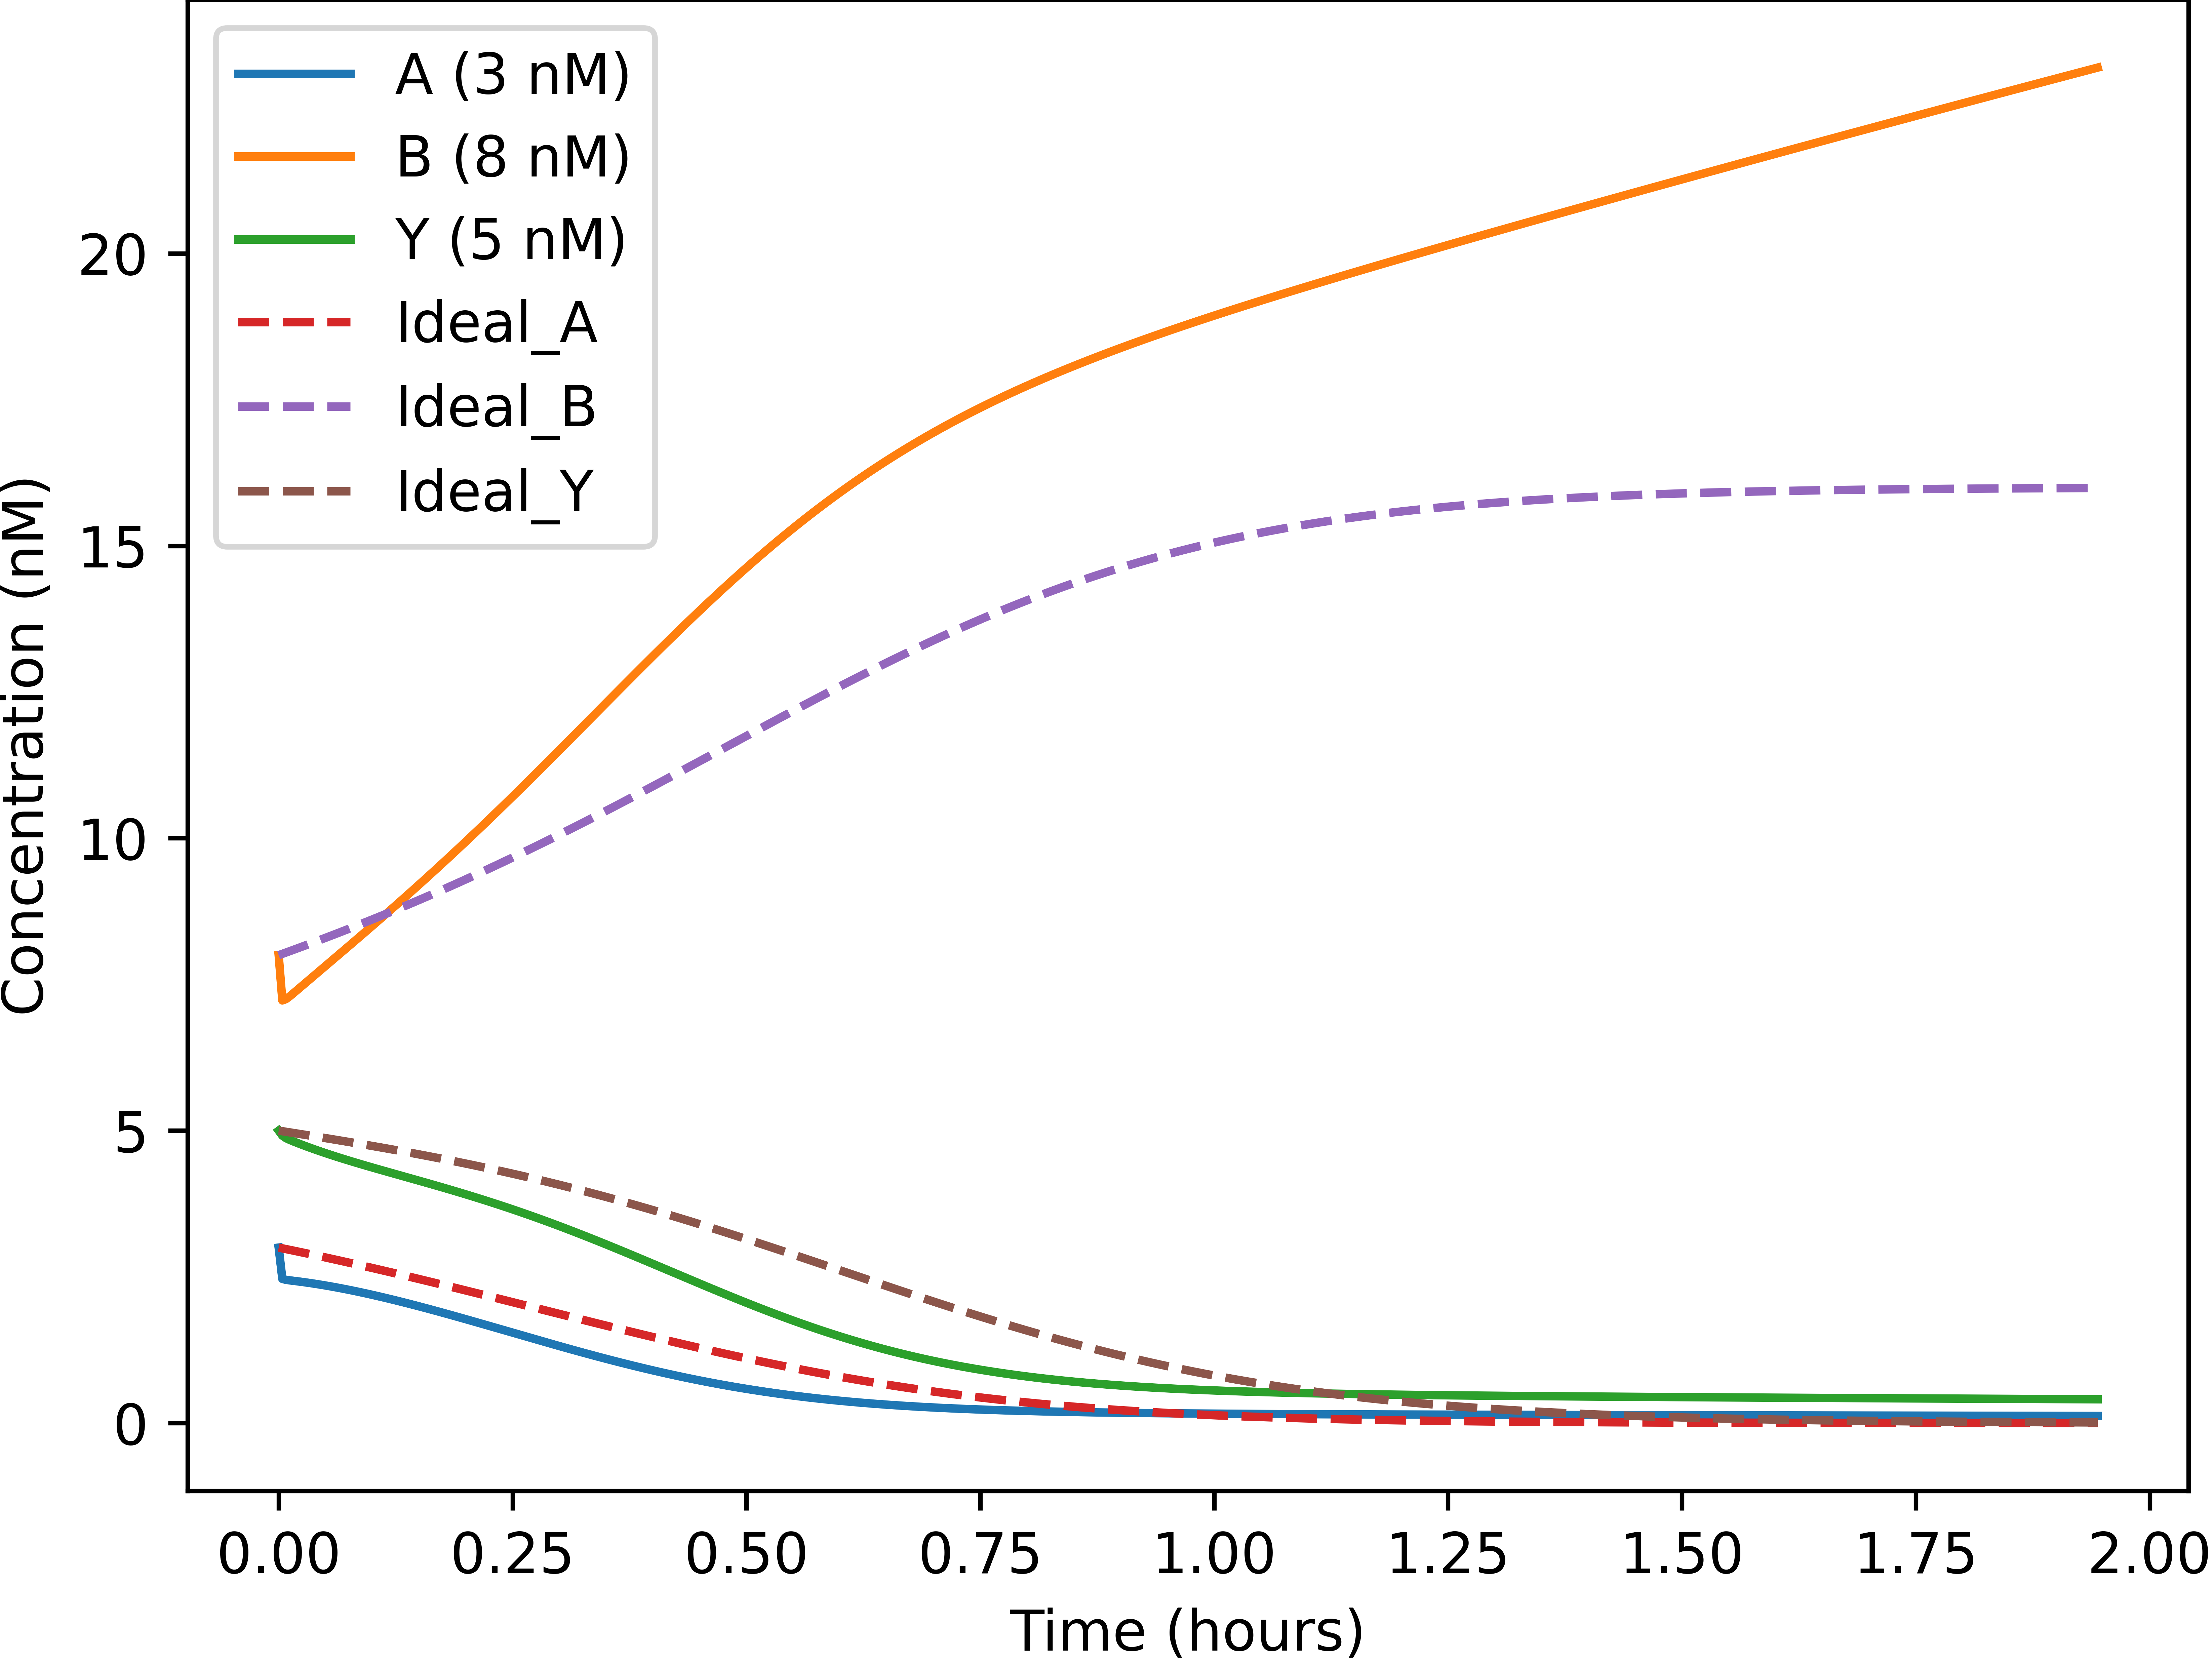 A (3 nM)
B (8 nM)
Y (5 nM)
Ideal_A
Ideal_B
Ideal_Y
Concentration (nM)
20
15
10
5
0
0.00 0.25 0.50 0.75 1.00 1.25 1.50 1.75 2.00
Time (hours)